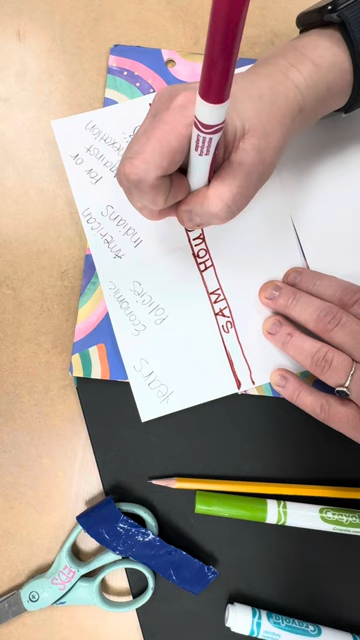 SAM HOU
Years
Economic
Policies
American
Indians
For or
against
annexation
Crayola
Crayola